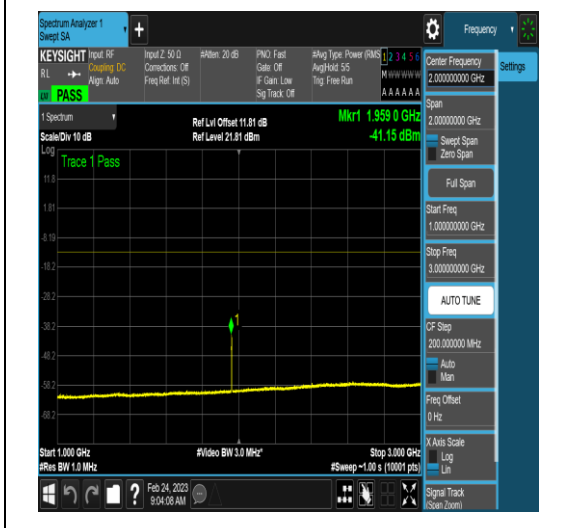 Spectrum Analyzer 1
Swept SA
+
Frequency
KEYSIGHT
RL
PASS
Input: RF
Coupling: DC
Align: Auto
Input Z: 50 Ω
Corrections: Off
Freq Ref: Int (S)
#Atten: 20 dB
PNO: Fast
Gate: Off
IF Gain: Low
Sig Track: Off
#Avg Type: Power (RMS
Avg|Hold: 5/5
Trig: Free Run
1 2 3 4 5 6
M W W W W W
A A A A A A
Center Frequency
2.000000000 GHz
Settings
Span
2.00000000 GHz
Swept Span
Zero Span
Full Span
Start Freq
1.000000000 GHz
Stop Freq
3.000000000 GHz
AUTO TUNE
CF Step
200.000000 MHz
Auto
Man
Freq Offset
0 Hz
X Axis Scale
Log
Lin
Signal Track
(Span Zoom)
1 Spectrum
Scale/Div 10 dB
Ref Lvl Offset 11.81 dB
Ref Level 21.81 dBm
Mkr1 1.959 0 GHz
-41.15 dBm
Log
Trace 1 Pass
11.8
1.81
-8.19
-18.2
-28.2
-38.2
-48.2
-58.2
-68.2
1
Start 1.000 GHz
#Res BW 1.0 MHz
#Video BW 3.0 MHz*
Stop 3.000 GHz
#Sweep ~1.00 s (10001 pts)
?
Feb 24, 2023
9:04:08 AM